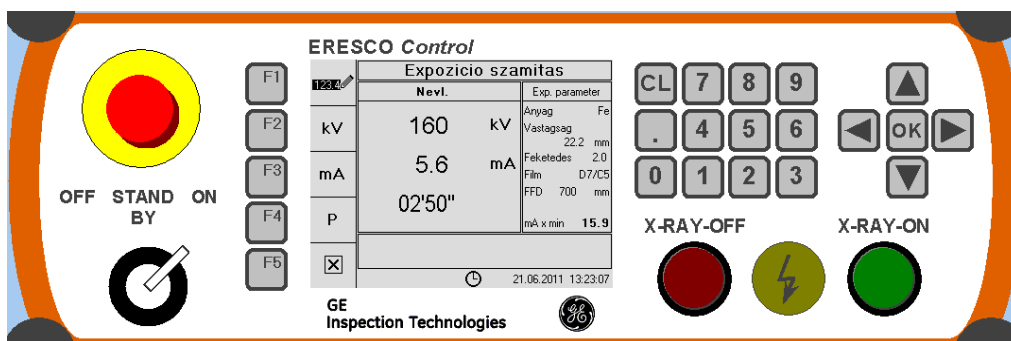 ERESCO Control
F1
F2
F3
F4
F5
OFF STAND ON
BY
123.4
kV
mA
P
Expozicio szamitas
Nevl.
Exp. parameter
160 kV
5.6 mA
02'50"
Anyag Fe
Vastagsag
22.2 mm
Feketedes 2.0
Film D7/C5
FFD 700 mm
mA x min 15.9
21.06.2011 13:23:07
GE
Inspection Technologies
GE
CL 7 8 9
. 4 5 6
0 1 2 3
OK
X-RAY-OFF
X-RAY-ON